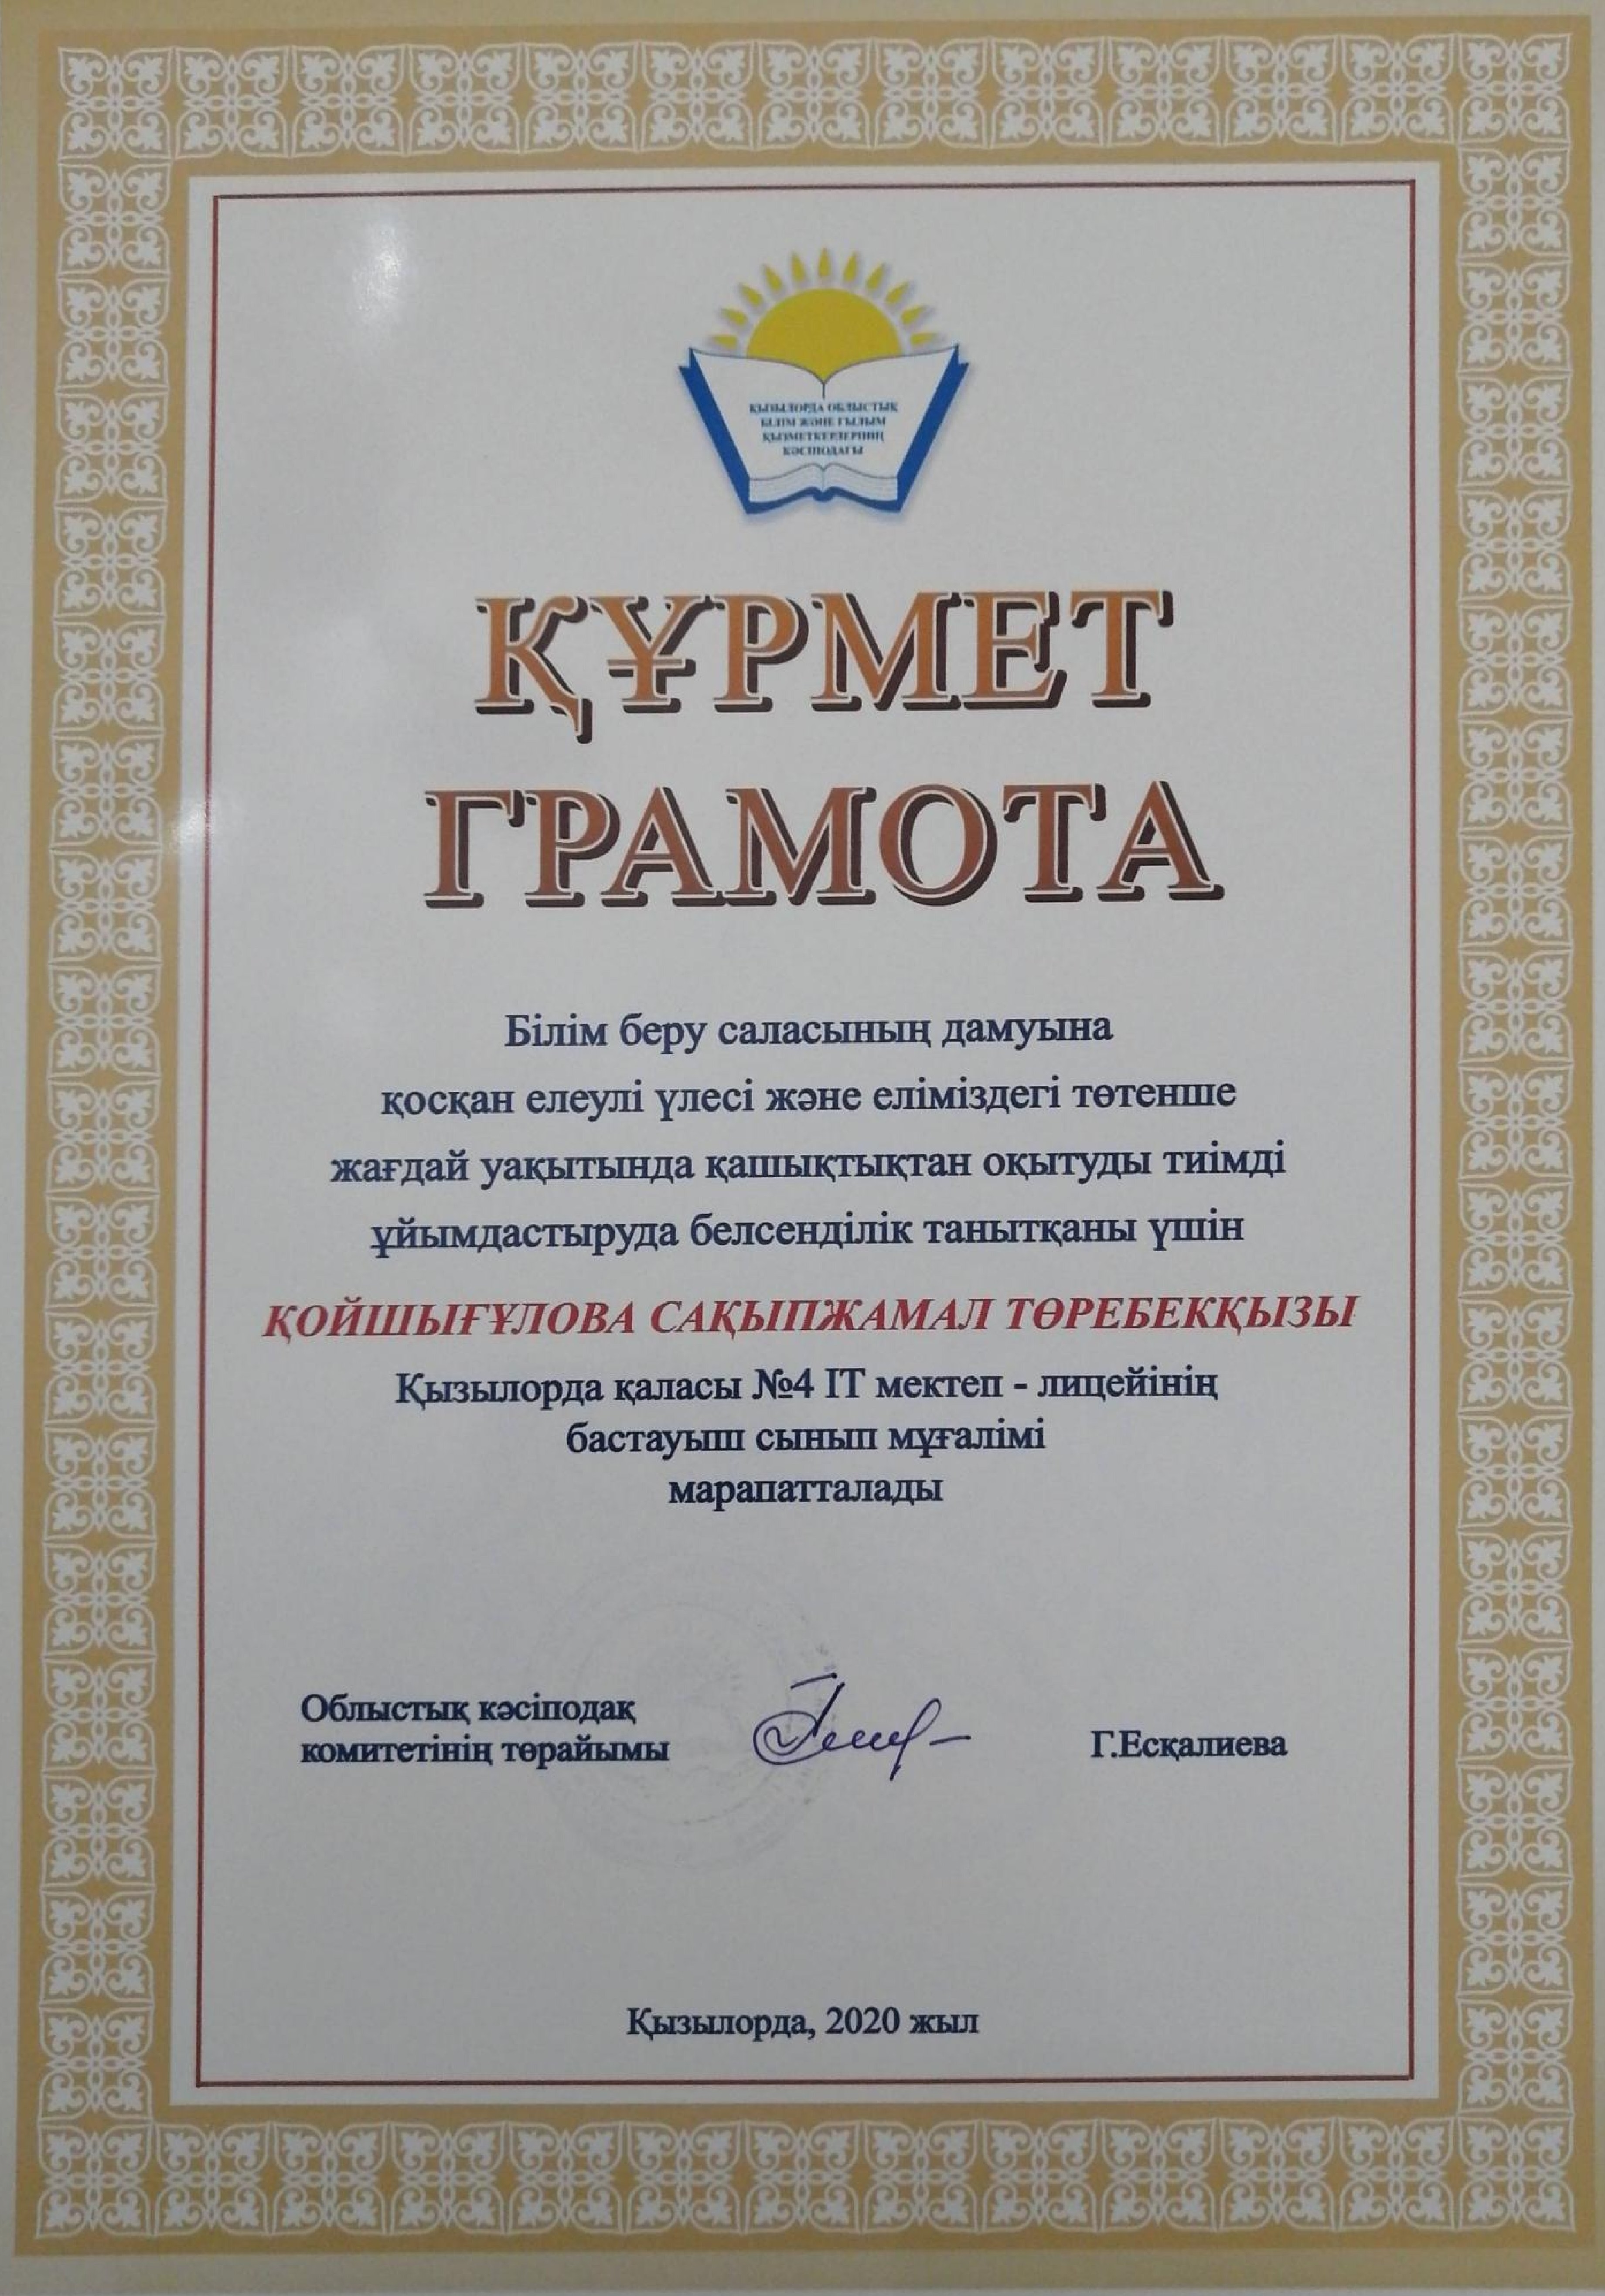 ҚЫЗЫЛОРДА ОБЛЫСТЫҚ
БІЛІМ ЖӘНЕ ҒЫЛЫМ
ҚЫЗМЕТКЕРЛЕРІНІҢ
КӘСІПОДАҒЫ
ҚҰРМЕТ
ГРАМОТА
Білім беру саласының дамуына
қосқан елеулі үлесі және еліміздегі төтенше
жағдай уақытында қашықтықтан оқытуды тиімді
ұйымдастыруда белсенділік танытқаны үшін
ҚОЙШЫҒҰЛОВА САҚЫПЖАМАЛ ТӨРЕБЕКҚЫЗЫ
Қызылорда қаласы №4 IT мектеп - лицейінің
бастауыш сынып мұғалімі
марапатталады
Облыстық кәсіподақ
комитетінің төрайымы
Г.Есқалиева
Қызылорда, 2020 жыл